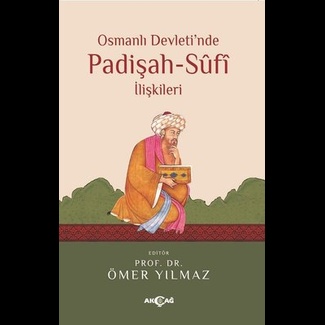 Osmanlı Devleti'nde
Padişah-Sûfî
İlişkileri
EDİTÖR
PROF. DR.
ÖMER YILMAZ
AKÇAĞ